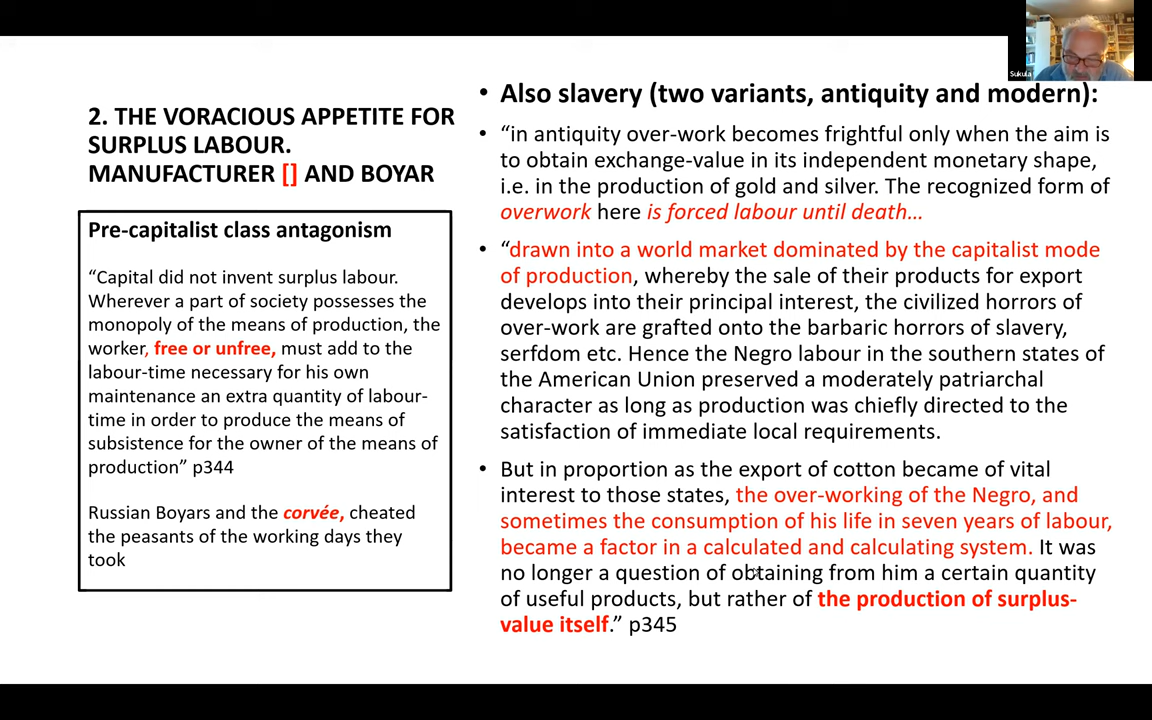 2. THE VORACIOUS APPETITE FOR
SURPLUS LABOUR.
MANUFACTURER [] AND BOYAR
Pre-capitalist class antagonism
“Capital did not invent surplus labour.
Wherever a part of society possesses the
monopoly of the means of production, the
worker, free or unfree, must add to the
labour-time necessary for his own
maintenance an extra quantity of labour-
time in order to produce the means of
subsistence for the owner of the means of
production” p344
Russian Boyars and the corvée, cheated
the peasants of the working days they
took
• Also slavery (two variants, antiquity and modern):
• “in antiquity over-work becomes frightful only when the aim is
to obtain exchange-value in its independent monetary shape,
i.e. in the production of gold and silver. The recognized form of
overwork here is forced labour until death…
• “drawn into a world market dominated by the capitalist mode
of production, whereby the sale of their products for export
develops into their principal interest, the civilized horrors of
over-work are grafted onto the barbaric horrors of slavery,
serfdom etc. Hence the Negro labour in the southern states of
the American Union preserved a moderately patriarchal
character as long as production was chiefly directed to the
satisfaction of immediate local requirements.
• But in proportion as the export of cotton became of vital
interest to those states, the over-working of the Negro, and
sometimes the consumption of his life in seven years of labour,
became a factor in a calculated and calculating system. It was
no longer a question of obtaining from him a certain quantity
of useful products, but rather of the production of surplus-
value itself.” p345
Sukula